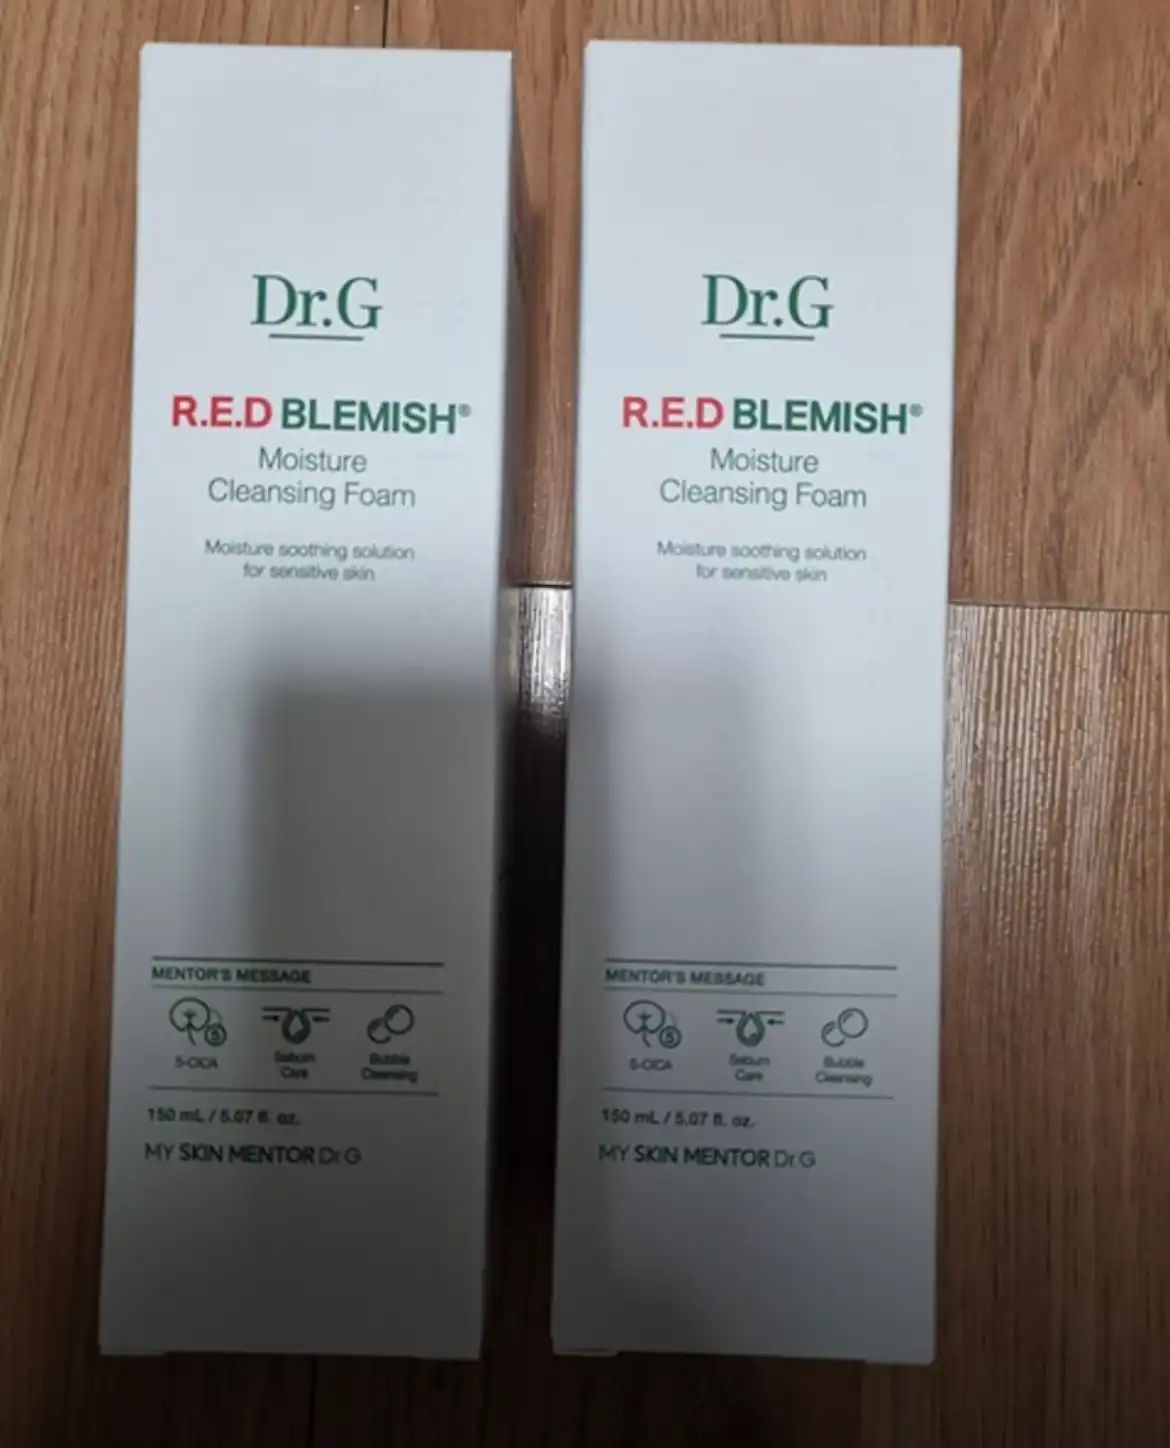 Dr.G
R.E.D BLEMISH®
Moisture
Cleansing Foam
Moisture soothing solution
for sensitive skin
MENTOR'S MESSAGE
5
5-CICA
Sebum
Care
Bubble
Cleansing
150 mL / 5.07 fl. oz.
MY SKIN MENTOR Dr.G
Dr.G
R.E.D BLEMISH®
Moisture
Cleansing Foam
Moisture soothing solution
for sensitive skin
MENTOR'S MESSAGE
5
5-CICA
Sebum
Care
Bubble
Cleansing
150 mL / 5.07 fl. oz.
MY SKIN MENTOR Dr.G